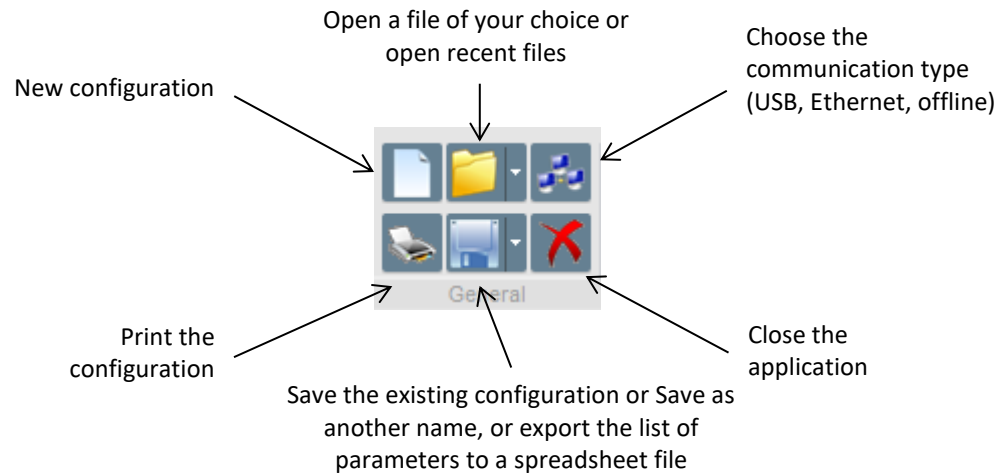 Open a file of your choice or
open recent files
Choose the
communication type
(USB, Ethernet, offline)
New configuration
General
Print the
configuration
Close the
application
Save the existing configuration or Save as
another name, or export the list of
parameters to a spreadsheet file